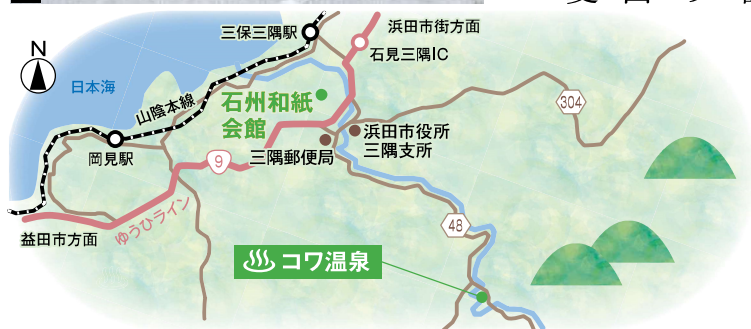 三保三隅駅
浜田市街方面
石見三隅IC
N
日本海
山陰本線
石州和紙
会館
304
浜田市役所
三隅支所
岡見駅
三隅郵便局
9
ゆうひライン
益田市方面
48
コワ温泉